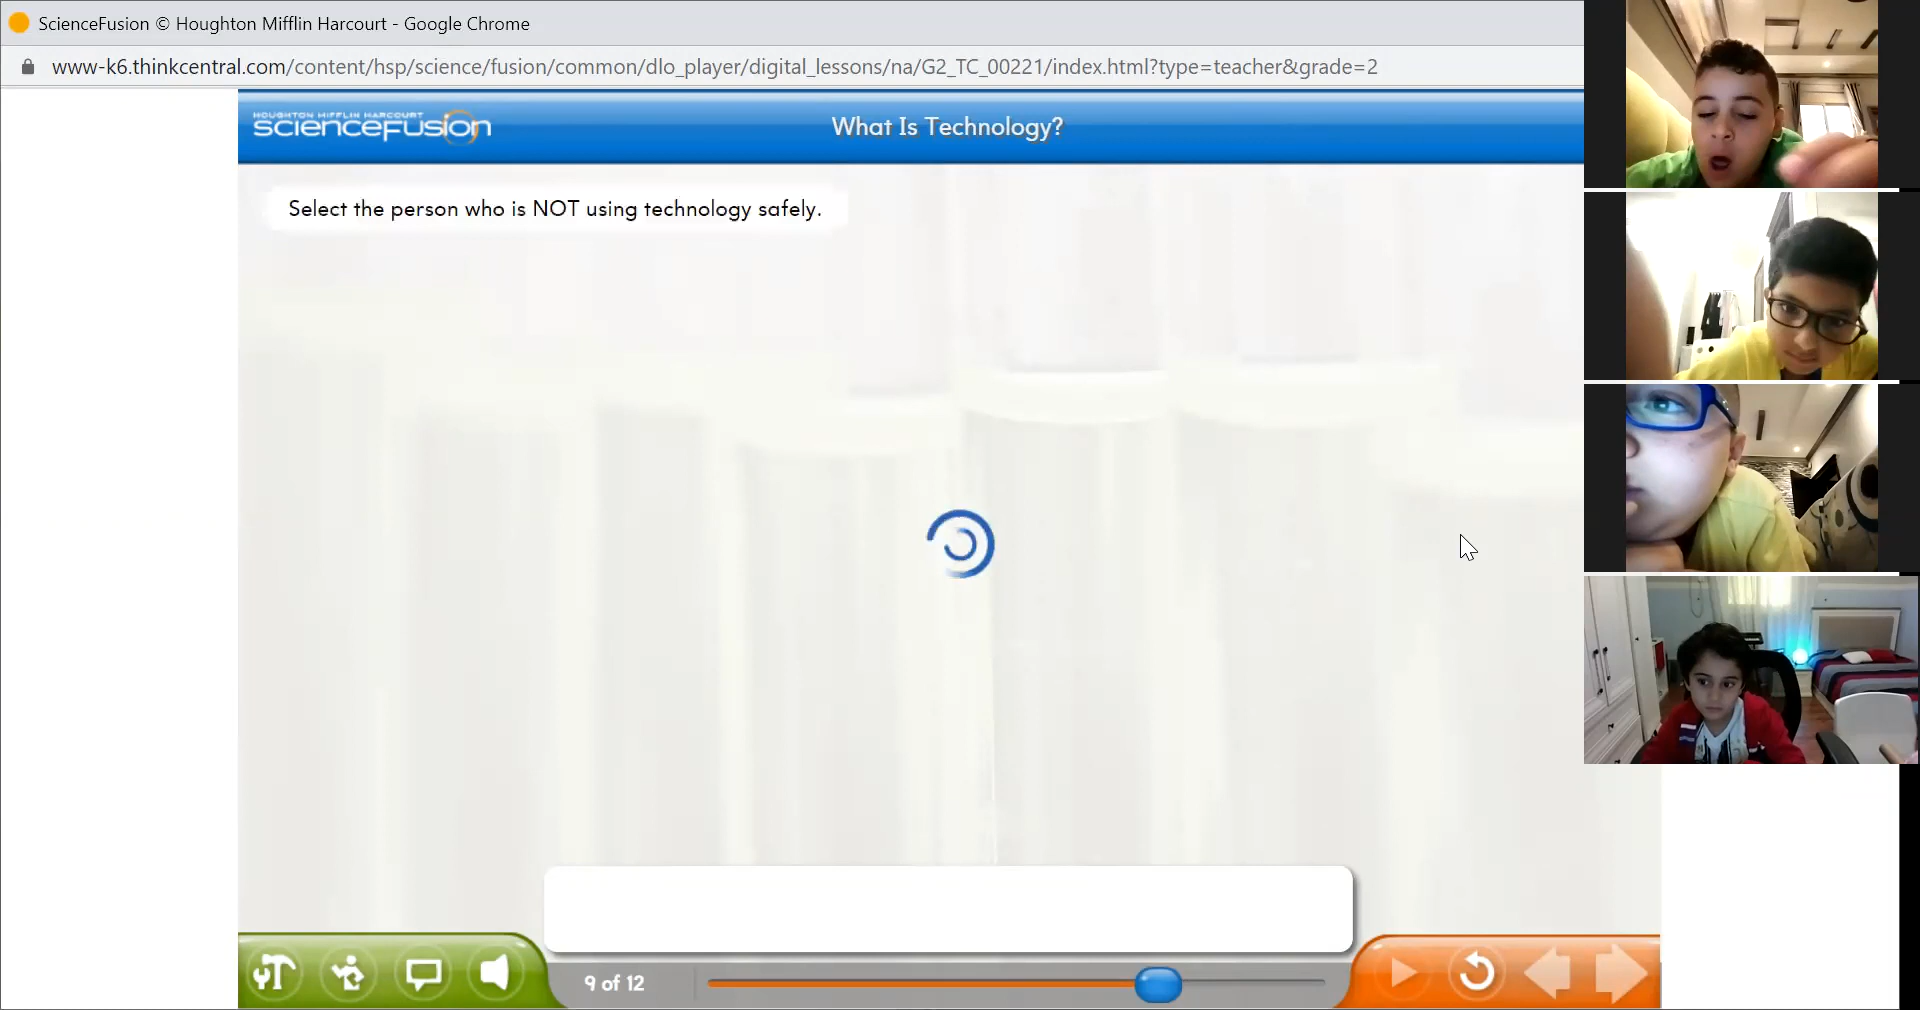 ScienceFusion © Houghton Mifflin Harcourt - Google Chrome
www-k6.thinkcentral.com/content/hsp/science/fusion/common/dlo_player/digital_lessons/na/G2_TC_00221/index.html?type=teacher&grade=2
HOUGHTON MIFFLIN HARCOURT
scienceFusion
What Is Technology?
Select the person who is NOT using technology safely.
9 of 12